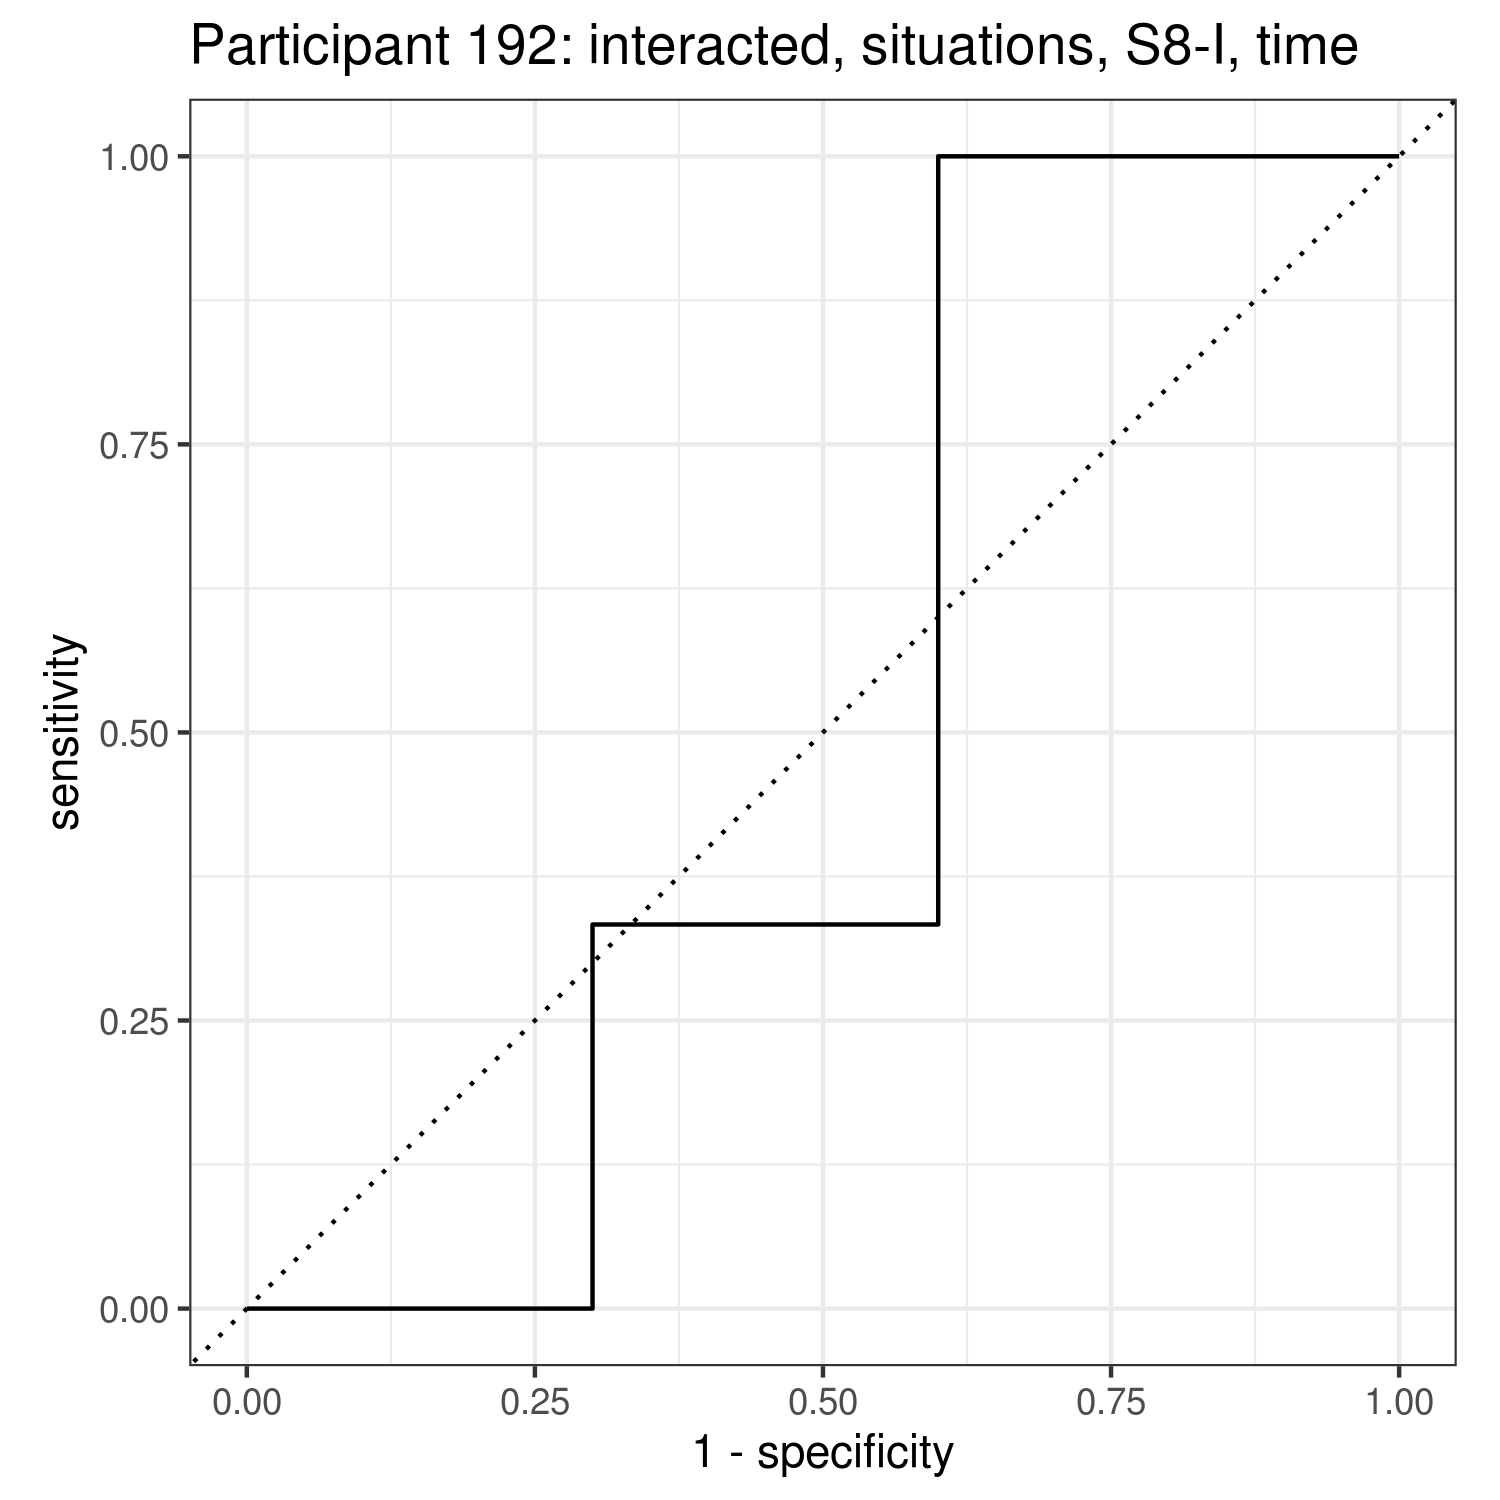 Participant 192: interacted, situations, S8-I, time
1.00
0.75
0.50
0.25
0.00
sensitivity
0.00 0.25 0.50 0.75 1.00
1 - specificity